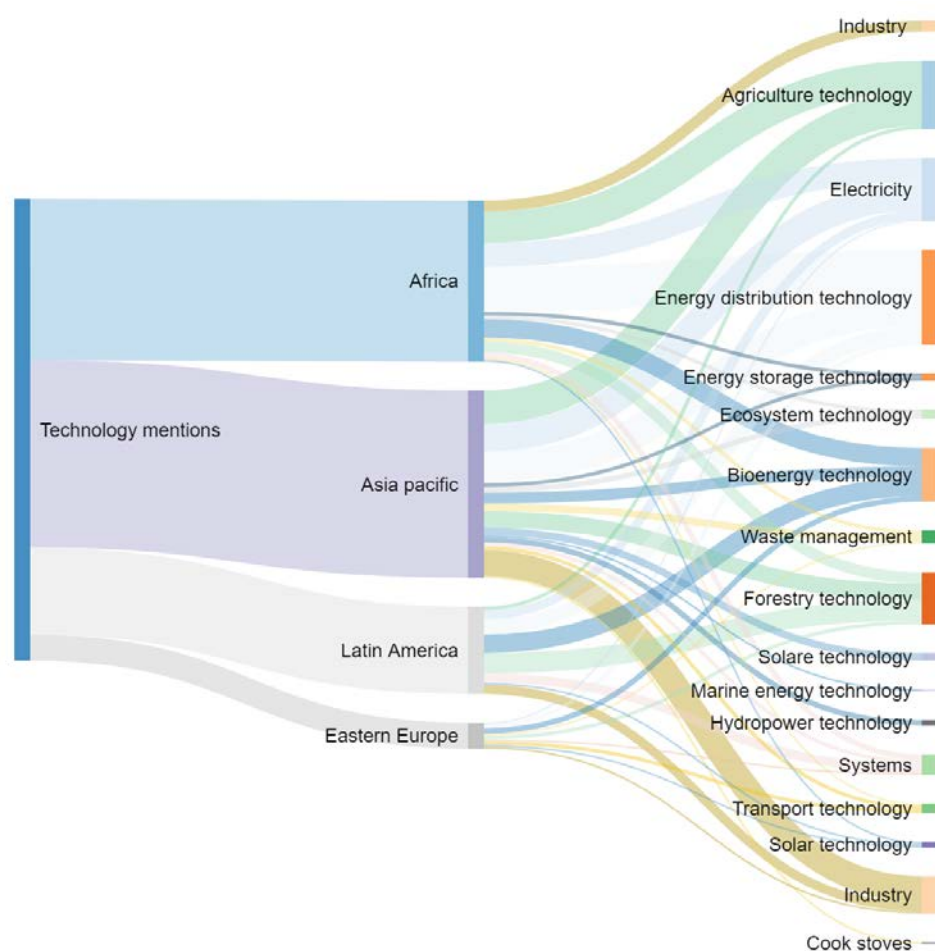 Industry
Agriculture technology
Electricity
Africa
Energy distribution technology
Energy storage technology
Ecosystem technology
Technology mentions
Asia pacific
Bioenergy technology
Waste management
Forestry technology
Latin America
Solare technology
Marine energy technology
Hydropower technology
Eastern Europe
Systems
Transport technology
Solar technology
Industry
Cook stoves